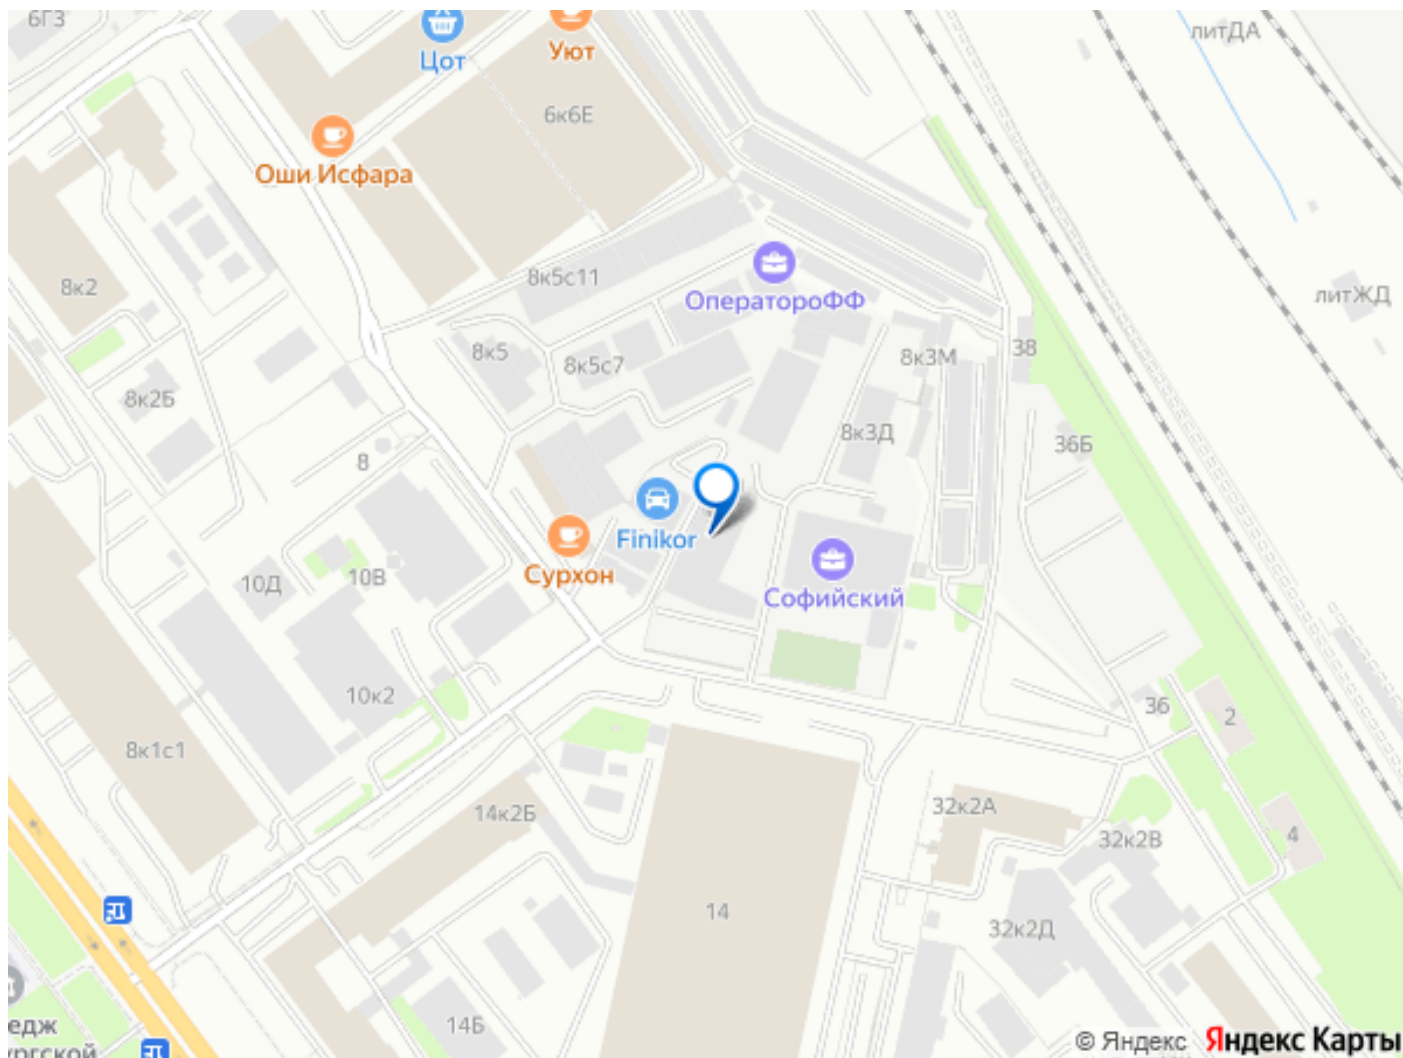 6Г3
Цот
Уют
литДА
6к6Е
Оши Исфара
8к2
8к5с11
ОператороФФ
литЖД
8к5
8к5с7
8к3М
38
8к2Б
8к3Д
36Б
8
Finikor
Сурхон
10Д
10В
Софийский
10к2
36
2
8к1с1
14к2Б
32к2А
32к2В
4
14
32к2Д
14Б
едж
ургской
© Яндекс Яндекс Карты